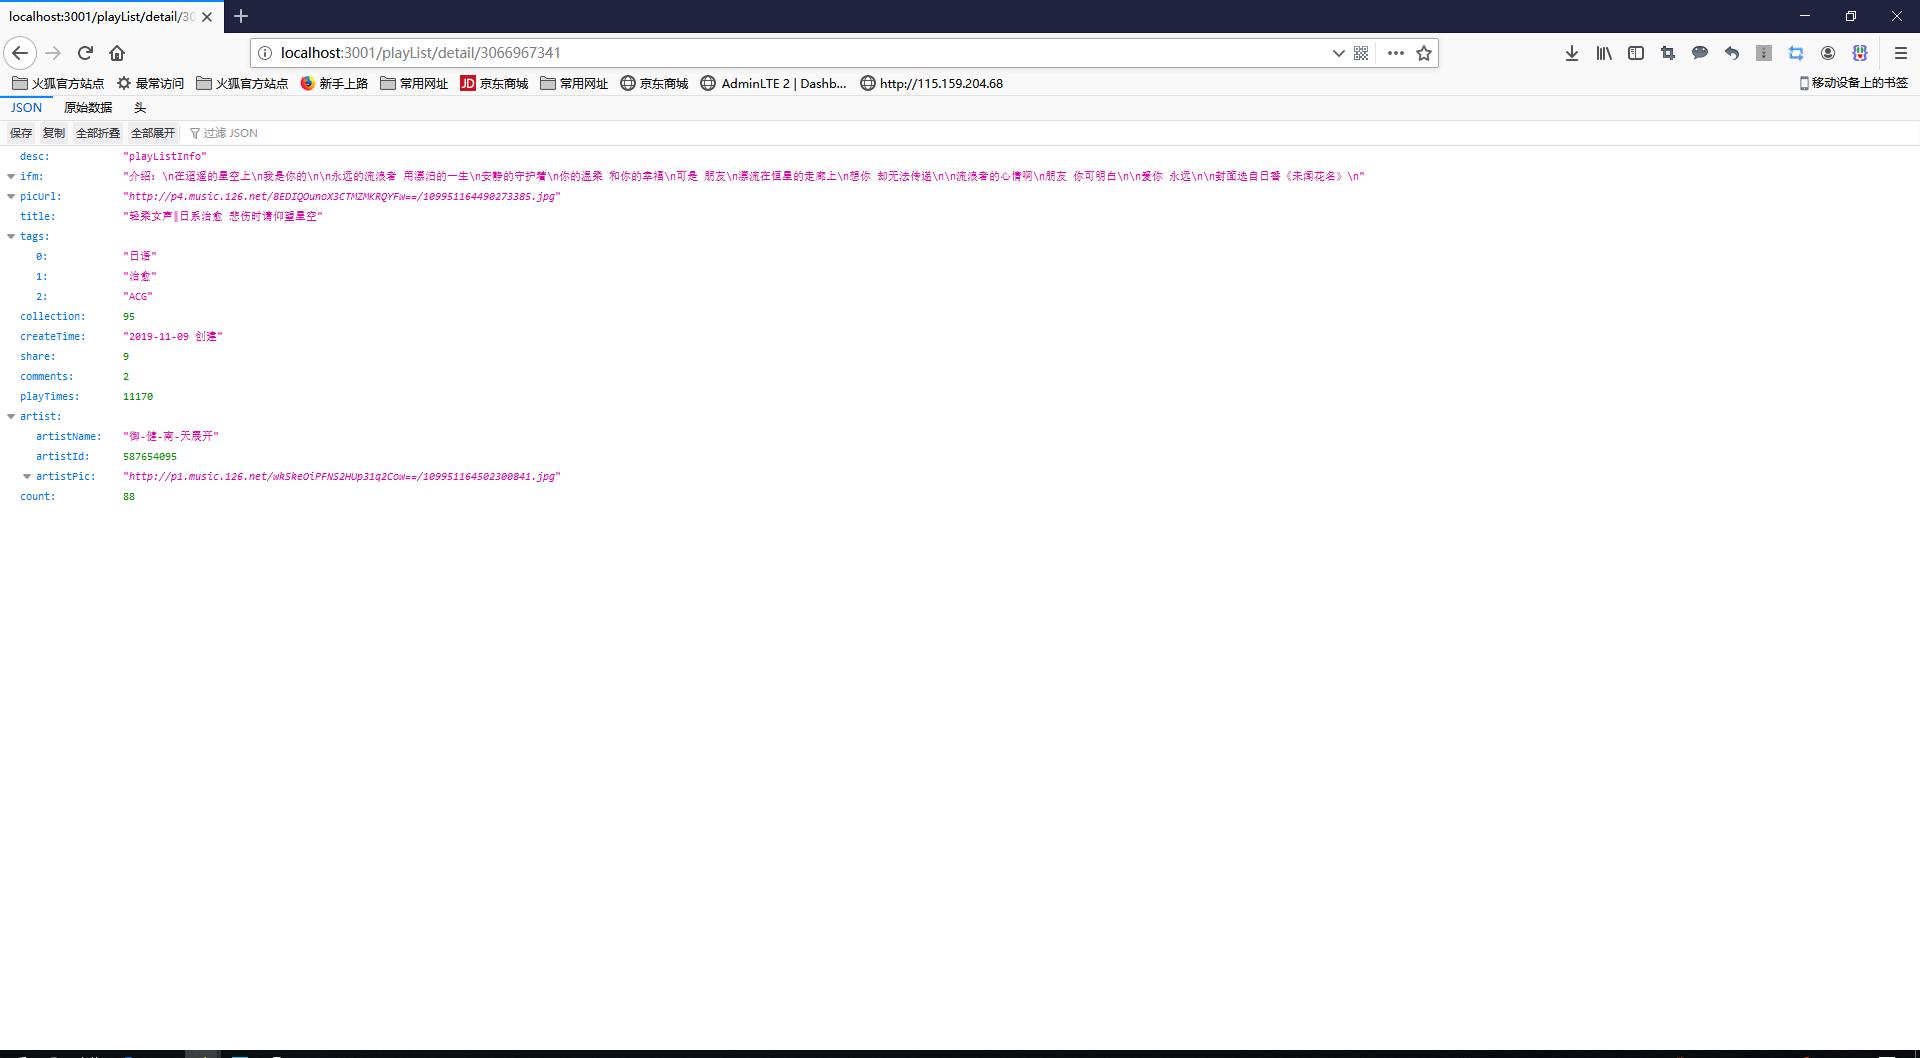 localhost:3001/playList/detail/30
localhost:3001/playList/detail/3066967341
火狐官方站点 最常访问 火狐官方站点 新手上路 常用网址 JD 京东商城 常用网址 京东商城 AdminLTE 2 | Dashb... http://115.159.204.68 移动设备上的书签
JSON 原始数据 头
保存 复制 全部折叠 全部展开 过滤 JSON
desc: "playListInfo"
ifm: "介绍：\n在遥遥的星空上\n我是你的\n\n永远的流浪者 用漂泊的一生\n安静的守护着\n你的温柔 和你的幸福\n可是 朋友\n漂流在恒星的走廊上\n想你 却无法传递\n\n流浪者的心情啊\n朋友 你可明白\n\n爱你 永远\n\n封面选自日番《未闻花名》\n"
picUrl: "http://p4.music.126.net/8EDIQOunoX3CTMZMKRQYFw==/109951164490273385.jpg"
title: "轻柔女声‖日系治愈 悲伤时请仰望星空"
tags:
0: "日语"
1: "治愈"
2: "ACG"
collection: 95
createTime: "2019-11-09 创建"
share: 9
comments: 2
playTimes: 11170
artist:
artistName: "御-健-南-天展开"
artistId: 587654095
artistPic: "http://p1.music.126.net/wkSkeOiPFNS2HUp31q2Cow==/109951164502300841.jpg"
count: 88